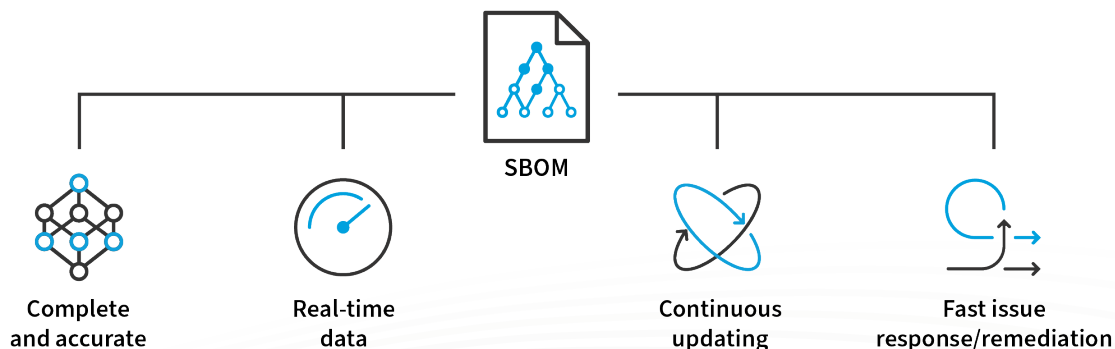 SBOM
Complete
and accurate
Real-time
data
Continuous
updating
Fast issue
response/remediation